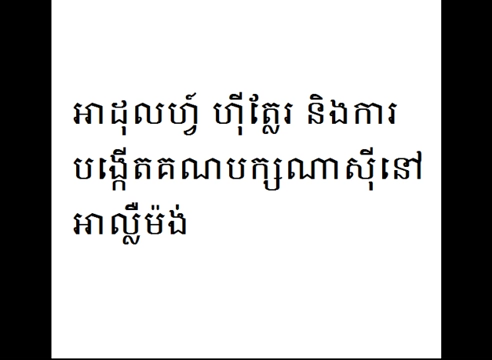 អាដុលហ្វ៍ ហ៊ីត្លែរ និងការ
បង្កើតគណបក្សណាស៊ីនៅ
អាល្លឺម៉ង់